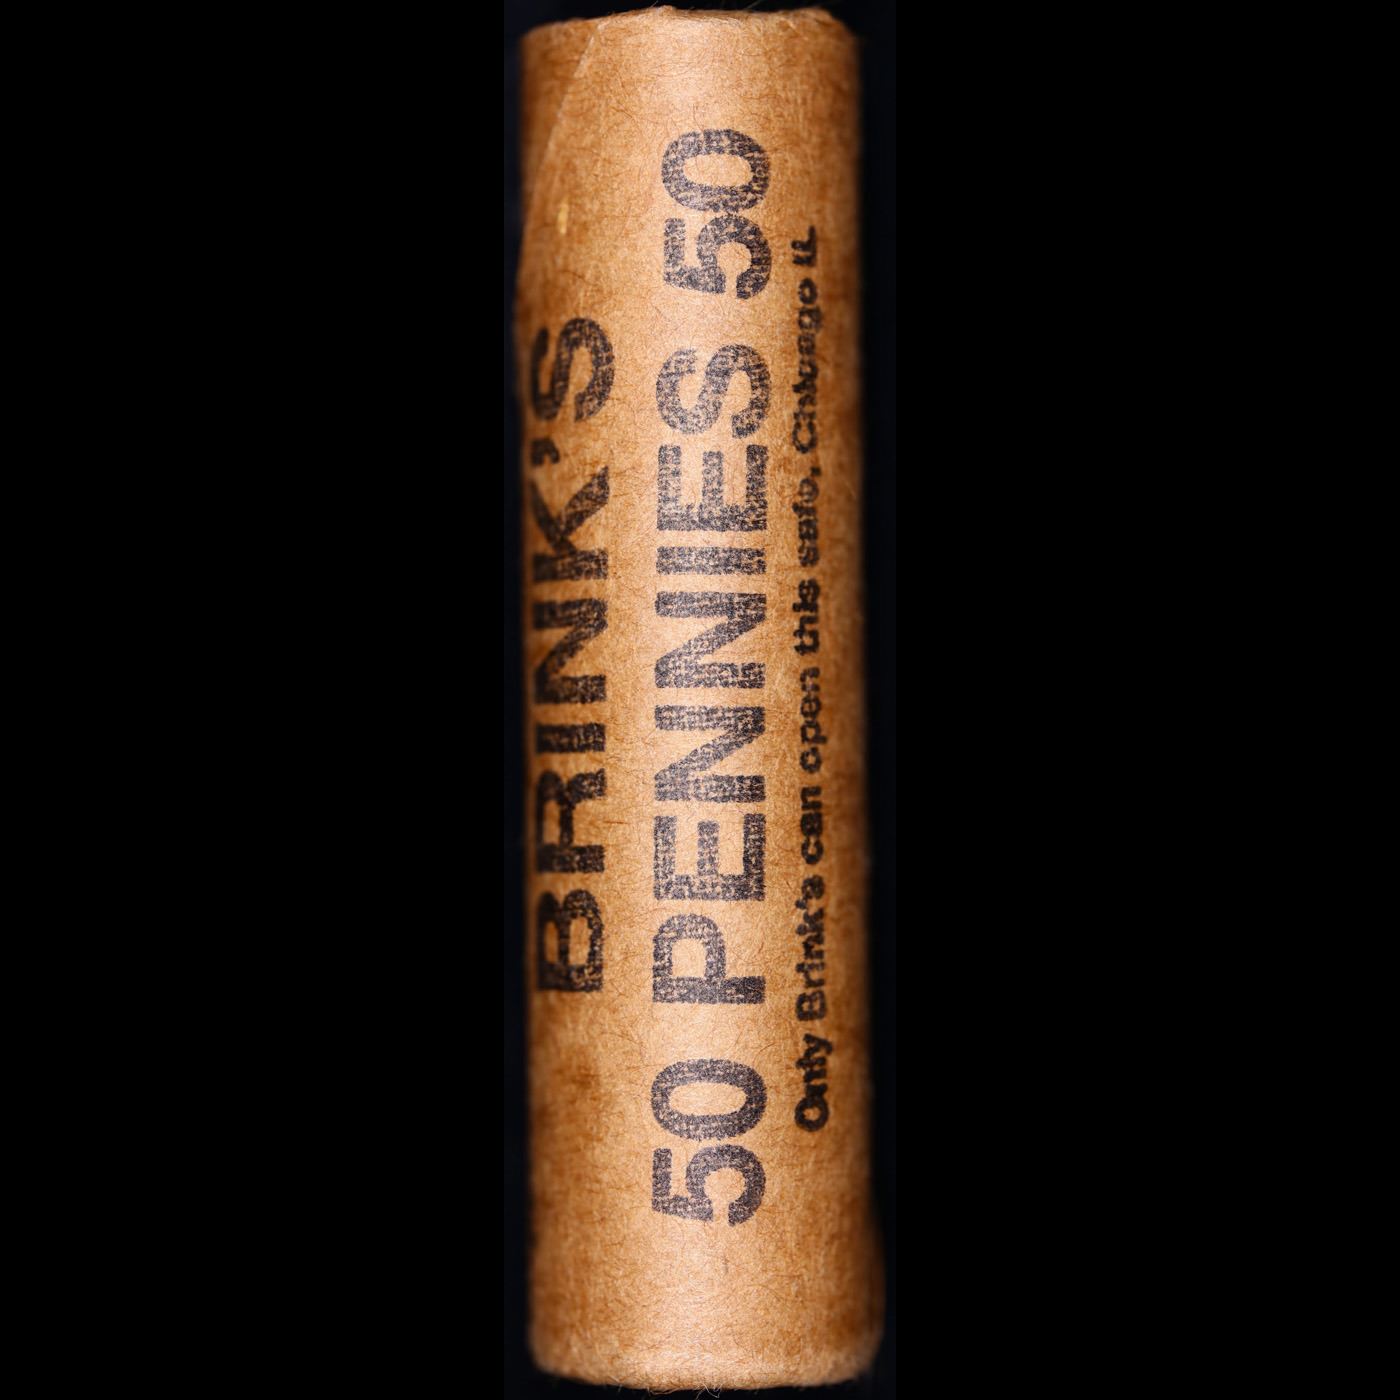 BRINK'S
50 PENNIES 50
Only Brink's can open this safe, Chicago IL